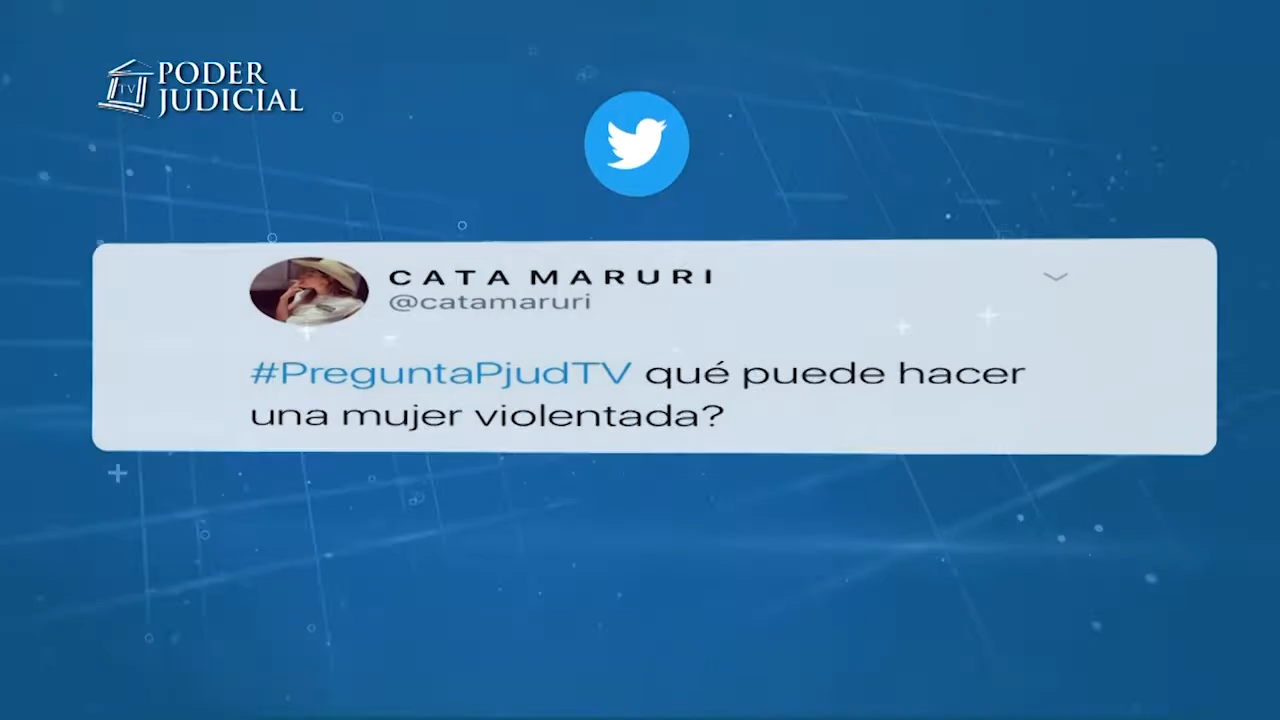 TV
PODER
JUDICIAL
CATA MARURI
@catamaruri
#PreguntaPjudTV qué puede hacer
una mujer violentada?